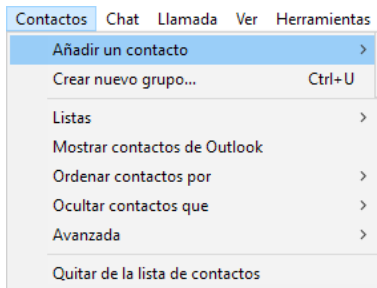 Contactos Chat Llamada Ver Herramientas
Añadir un contacto
Crear nuevo grupo... Ctrl+U
Listas
Mostrar contactos de Outlook
Ordenar contactos por
Ocultar contactos que
Avanzada
Quitar de la lista de contactos